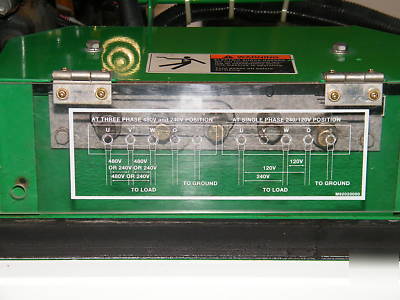 WARNING
AT THREE PHASE 480V and 240V POSITION
U V W O
480V 480V
OR 240V OR 240V
480V OR 240V
TO LOAD
TO GROUND
AT SINGLE PHASE 240/120V POSITION
U V W O
120V
120V
240V
TO LOAD
TO GROUND